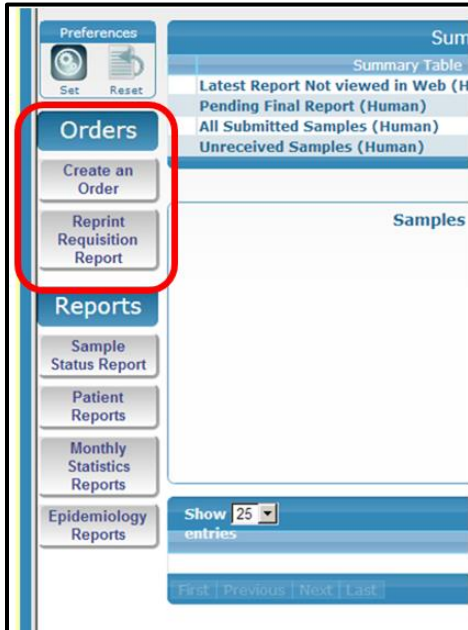 Preferences
Set Reset
Orders
Create an
Order
Reprint
Requisition
Report
Reports
Sample
Status Report
Patient
Reports
Monthly
Statistics
Reports
Epidemiology
Reports
Sum
Summary Table
Latest Report Not viewed in Web (H
Pending Final Report (Human)
All Submitted Samples (Human)
Unreceived Samples (Human)
Samples
Show 25
entries
First Previous Next Last